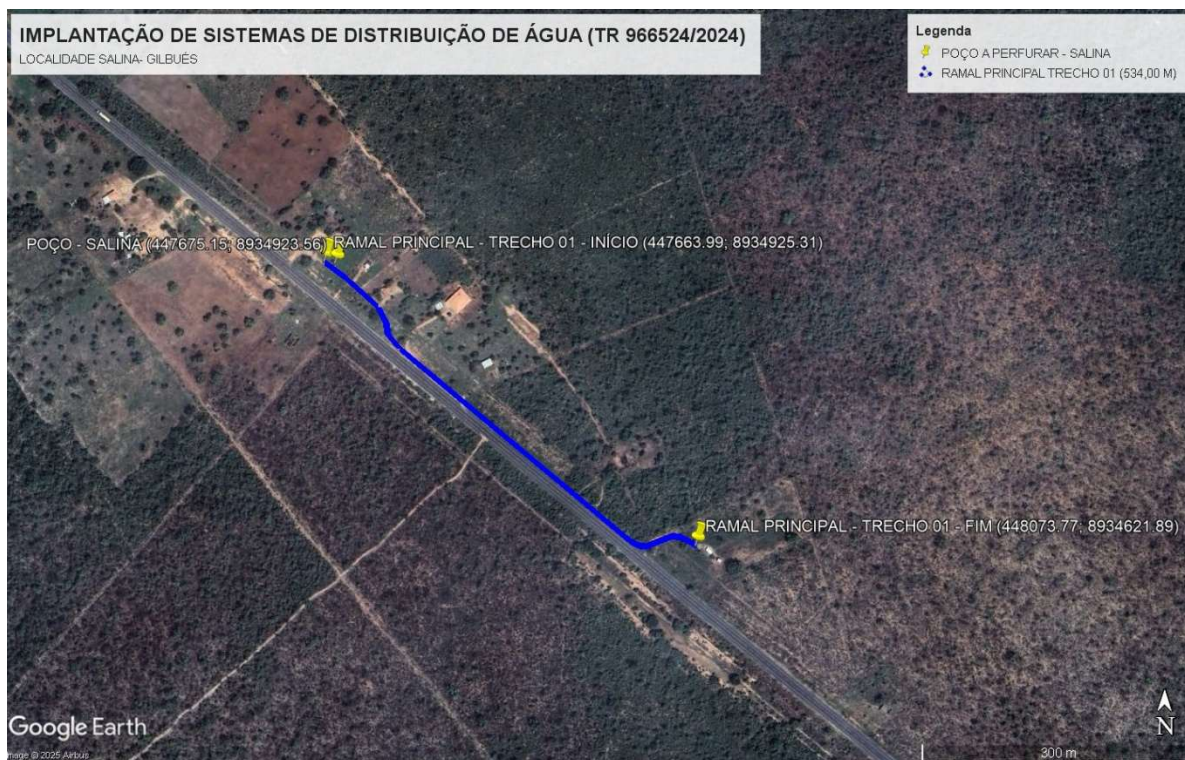 IMPLANTAÇÃO DE SISTEMAS DE DISTRIBUIÇÃO DE ÁGUA (TR 966524/2024)
LOCALIDADE SALINA- GILBUÉS
Legenda
POÇO A PERFURAR - SALINA
RAMAL PRINCIPAL TRECHO 01 (534,00 M)
POÇO - SALINA (447675.15; 8934923.56)
RAMAL PRINCIPAL - TRECHO 01 - INÍCIO (447663.99; 8934925.31)
RAMAL PRINCIPAL - TRECHO 01 - FIM (448073.77; 8934621.89)
Google Earth
N
mage © 2025 Airbus
300 m